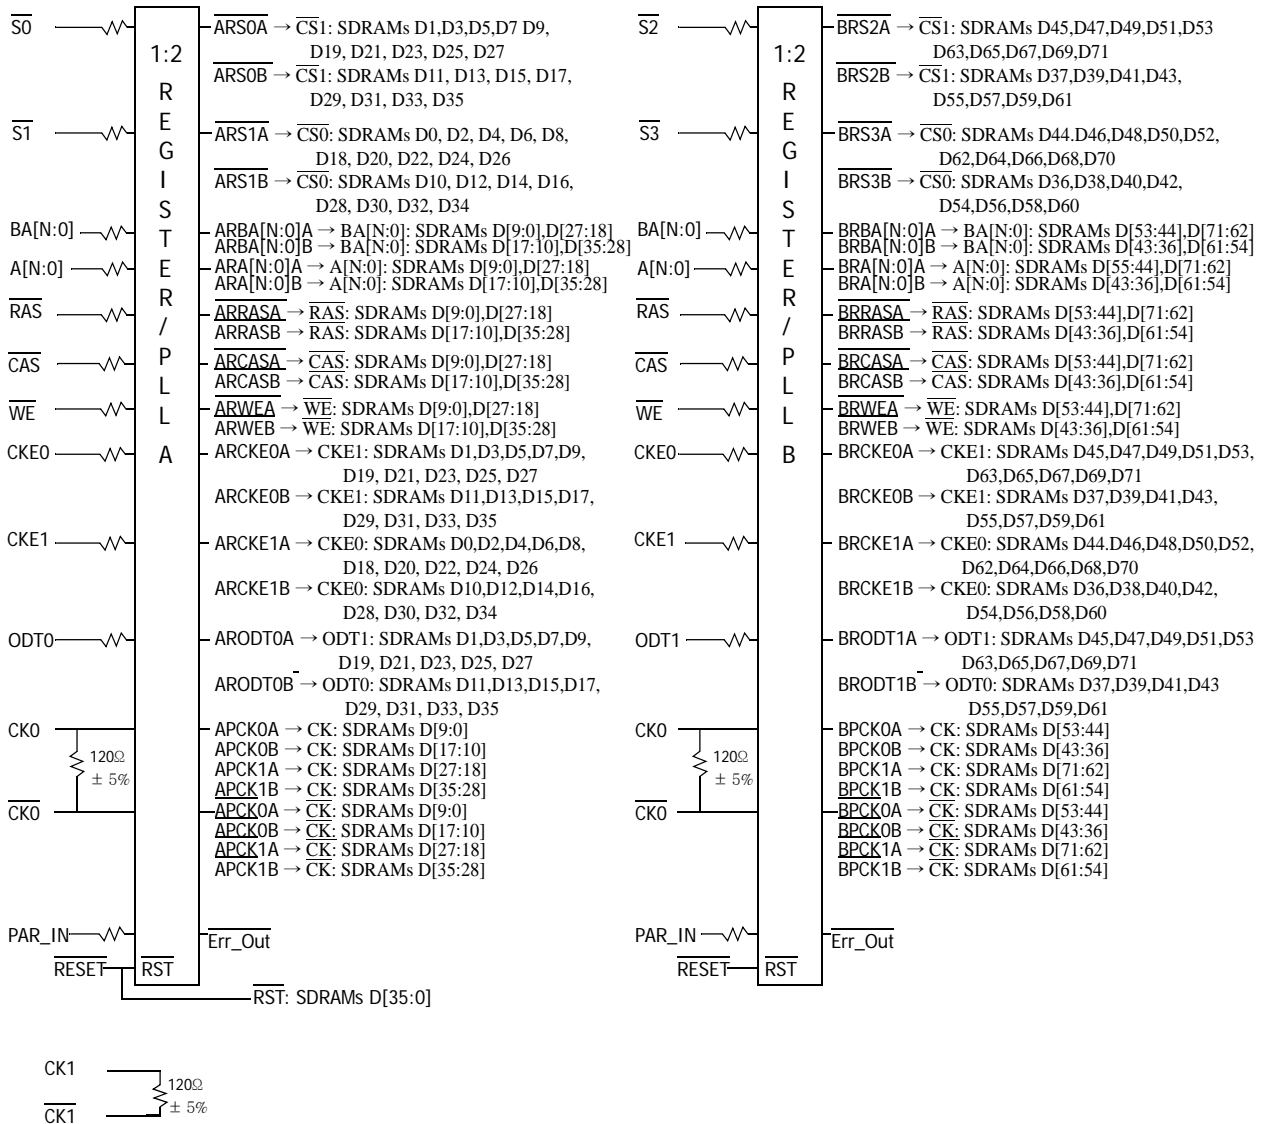 S0
1:2
REGISTER/PLL A
ARS0A → CS1: SDRAMs D1,D3,D5,D7 D9,
D19, D21, D23, D25, D27
ARS0B → CS1: SDRAMs D11, D13, D15, D17,
D29, D31, D33, D35
S1
ARS1A → CS0: SDRAMs D0, D2, D4, D6, D8,
D18, D20, D22, D24, D26
ARS1B → CS0: SDRAMs D10, D12, D14, D16,
D28, D30, D32, D34
BA[N:0]
ARBA[N:0]A → BA[N:0]: SDRAMs D[9:0],D[27:18]
ARBA[N:0]B → BA[N:0]: SDRAMs D[17:10],D[35:28]
A[N:0]
ARA[N:0]A → A[N:0]: SDRAMs D[9:0],D[27:18]
ARA[N:0]B → A[N:0]: SDRAMs D[17:10],D[35:28]
RAS
ARRASA → RAS: SDRAMs D[9:0],D[27:18]
ARRASB → RAS: SDRAMs D[17:10],D[35:28]
CAS
ARCASA → CAS: SDRAMs D[9:0],D[27:18]
ARCASB → CAS: SDRAMs D[17:10],D[35:28]
WE
ARWEA → WE: SDRAMs D[9:0],D[27:18]
ARWEB → WE: SDRAMs D[17:10],D[35:28]
CKE0
ARCKE0A → CKE1: SDRAMs D1,D3,D5,D7,D9,
D19, D21, D23, D25, D27
ARCKE0B → CKE1: SDRAMs D11,D13,D15,D17,
D29, D31, D33, D35
CKE1
ARCKE1A → CKE0: SDRAMs D0,D2,D4,D6,D8,
D18, D20, D22, D24, D26
ARCKE1B → CKE0: SDRAMs D10,D12,D14,D16,
D28, D30, D32, D34
ODT0
ARODT0A → ODT1: SDRAMs D1,D3,D5,D7,D9,
D19, D21, D23, D25, D27
ARODT0B → ODT0: SDRAMs D11,D13,D15,D17,
D29, D31, D33, D35
CK0
120Ω
± 5%
CK0
APCK0A → CK: SDRAMs D[9:0]
APCK0B → CK: SDRAMs D[17:10]
APCK1A → CK: SDRAMs D[27:18]
APCK1B → CK: SDRAMs D[35:28]
APCK0A → CK: SDRAMs D[9:0]
APCK0B → CK: SDRAMs D[17:10]
APCK1A → CK: SDRAMs D[27:18]
APCK1B → CK: SDRAMs D[35:28]
PAR_IN
Err_Out
RESET
RST
RST: SDRAMs D[35:0]
CK1
120Ω
± 5%
CK1
S2
1:2
REGISTER/PLL B
BRS2A → CS1: SDRAMs D45,D47,D49,D51,D53
D63,D65,D67,D69,D71
BRS2B → CS1: SDRAMs D37,D39,D41,D43,
D55,D57,D59,D61
S3
BRS3A → CS0: SDRAMs D44.D46,D48,D50,D52,
D62,D64,D66,D68,D70
BRS3B → CS0: SDRAMs D36,D38,D40,D42,
D54,D56,D58,D60
BA[N:0]
BRBA[N:0]A → BA[N:0]: SDRAMs D[53:44],D[71:62]
BRBA[N:0]B → BA[N:0]: SDRAMs D[43:36],D[61:54]
A[N:0]
BRA[N:0]A → A[N:0]: SDRAMs D[55:44],D[71:62]
BRA[N:0]B → A[N:0]: SDRAMs D[43:36],D[61:54]
RAS
BRRASA → RAS: SDRAMs D[53:44],D[71:62]
BRRASB → RAS: SDRAMs D[43:36],D[61:54]
CAS
BRCASA → CAS: SDRAMs D[53:44],D[71:62]
BRCASB → CAS: SDRAMs D[43:36],D[61:54]
WE
BRWEA → WE: SDRAMs D[53:44],D[71:62]
BRWEB → WE: SDRAMs D[43:36],D[61:54]
CKE0
BRCKE0A → CKE1: SDRAMs D45,D47,D49,D51,D53,
D63,D65,D67,D69,D71
BRCKE0B → CKE1: SDRAMs D37,D39,D41,D43,
D55,D57,D59,D61
CKE1
BRCKE1A → CKE0: SDRAMs D44.D46,D48,D50,D52,
D62,D64,D66,D68,D70
BRCKE1B → CKE0: SDRAMs D36,D38,D40,D42,
D54,D56,D58,D60
ODT1
BRODT1A → ODT1: SDRAMs D45,D47,D49,D51,D53
D63,D65,D67,D69,D71
BRODT1B → ODT0: SDRAMs D37,D39,D41,D43
D55,D57,D59,D61
CK0
120Ω
± 5%
CK0
BPCK0A → CK: SDRAMs D[53:44]
BPCK0B → CK: SDRAMs D[43:36]
BPCK1A → CK: SDRAMs D[71:62]
BPCK1B → CK: SDRAMs D[61:54]
BPCK0A → CK: SDRAMs D[53:44]
BPCK0B → CK: SDRAMs D[43:36]
BPCK1A → CK: SDRAMs D[71:62]
BPCK1B → CK: SDRAMs D[61:54]
PAR_IN
Err_Out
RESET
RST